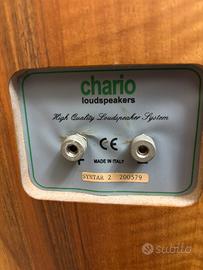 chario
loudspeakers
High Quality Loudspeaker System
CE
MADE IN ITALY
SYNTAR 2 200579
subito